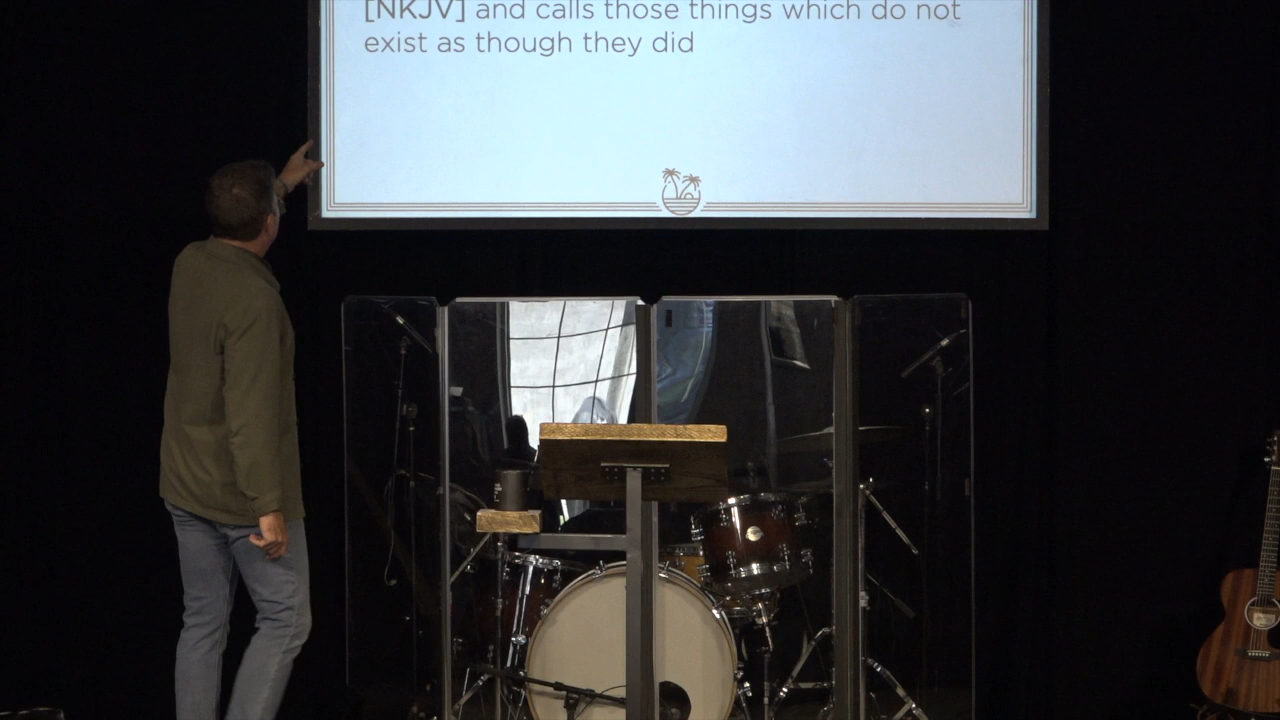 [NKJV] and calls those things which do not
exist as though they did